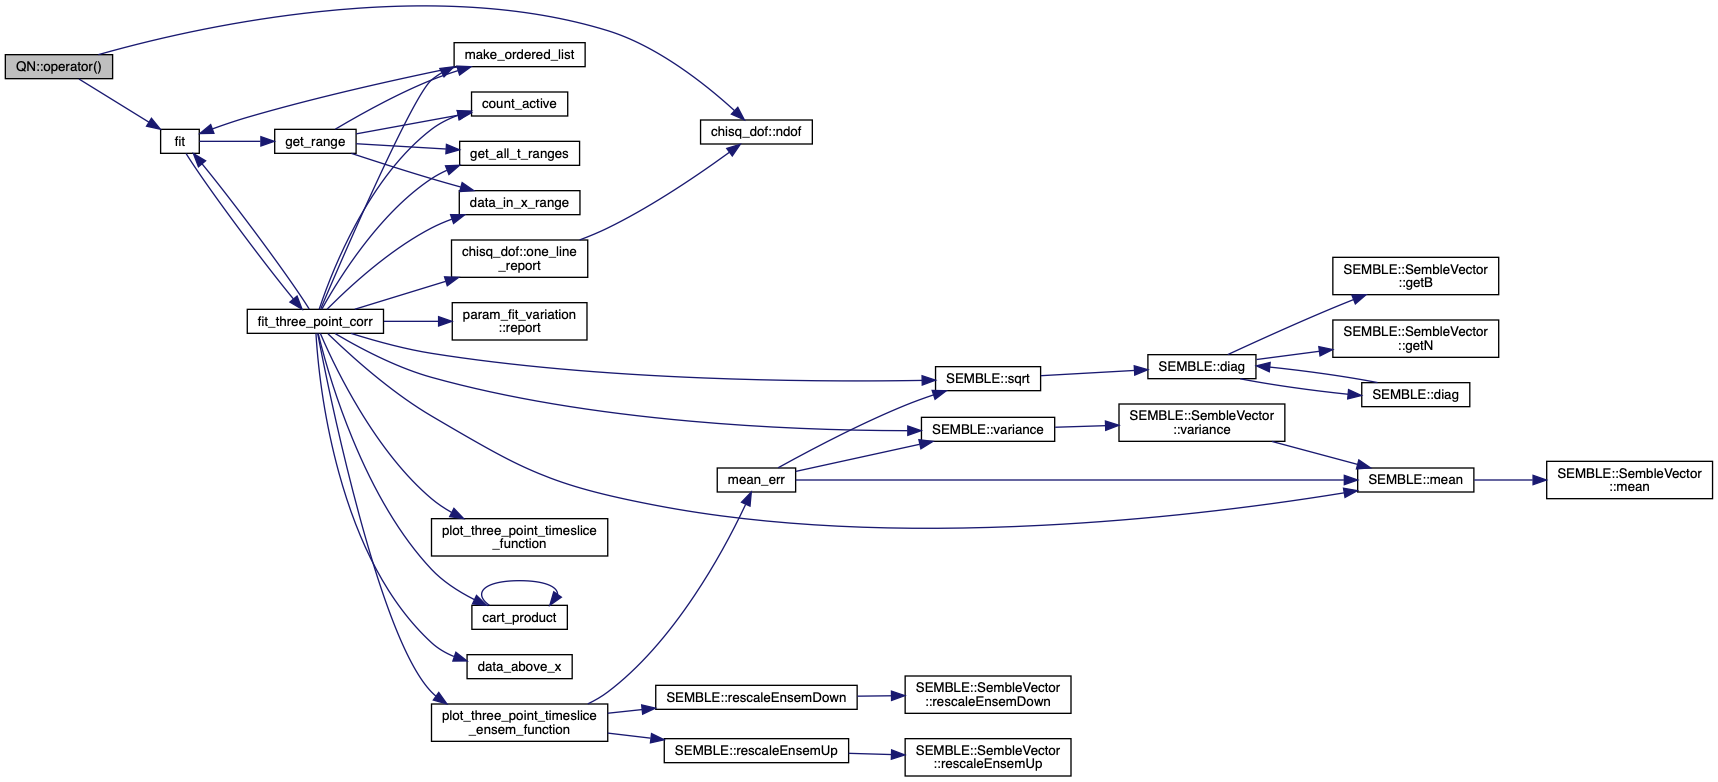 QN::operator()
fit
get_range
make_ordered_list
count_active
get_all_t_ranges
data_in_x_range
chisq_dof::one_line
_report
chisq_dof::ndof
fit_three_point_corr
param_fit_variation
::report
SEMBLE::sqrt
SEMBLE::diag
SEMBLE::SembleVector
::getB
SEMBLE::SembleVector
::getN
SEMBLE::diag
SEMBLE::variance
SEMBLE::SembleVector
::variance
mean_err
SEMBLE::mean
SEMBLE::SembleVector
::mean
plot_three_point_timeslice
_function
cart_product
data_above_x
plot_three_point_timeslice
_ensem_function
SEMBLE::rescaleEnsemDown
SEMBLE::SembleVector
::rescaleEnsemDown
SEMBLE::rescaleEnsemUp
SEMBLE::SembleVector
::rescaleEnsemUp